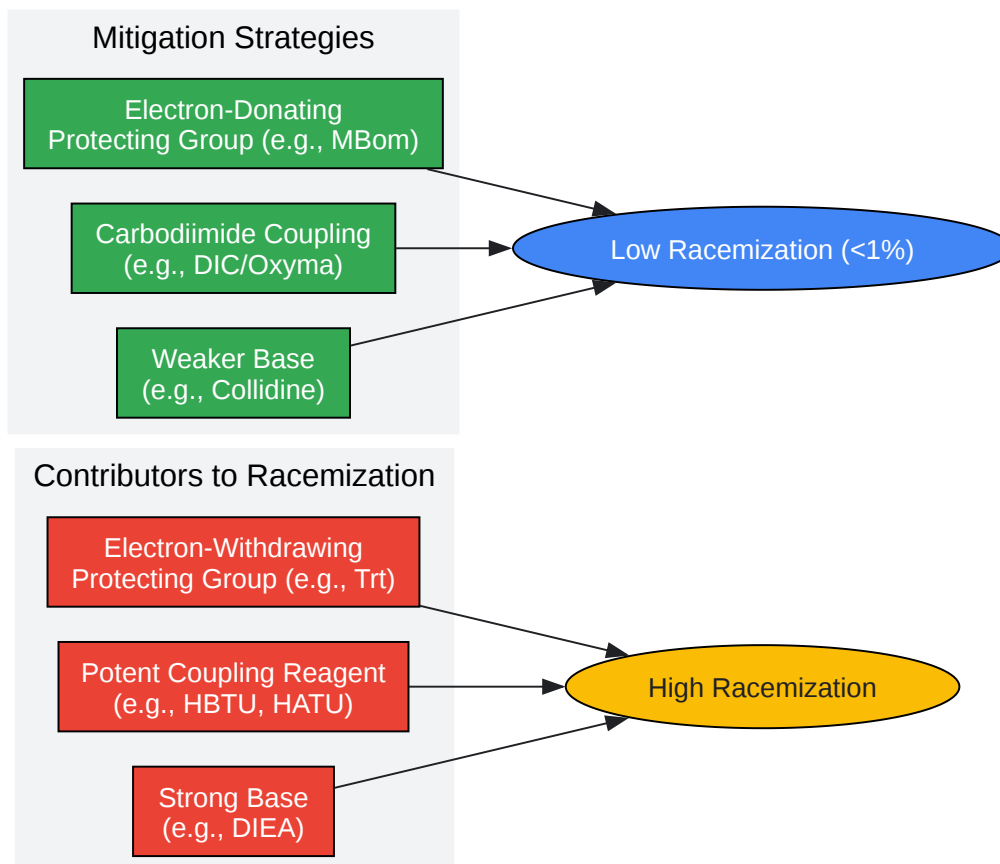 Mitigation Strategies
Electron-Donating
Protecting Group (e.g., MBom)
Carbodiimide Coupling
(e.g., DIC/Oxyma)
Weaker Base
(e.g., Collidine)
Low Racemization (<1%)
Contributors to Racemization
Electron-Withdrawing
Protecting Group (e.g., Trt)
Potent Coupling Reagent
(e.g., HBTU, HATU)
Strong Base
(e.g., DIEA)
High Racemization